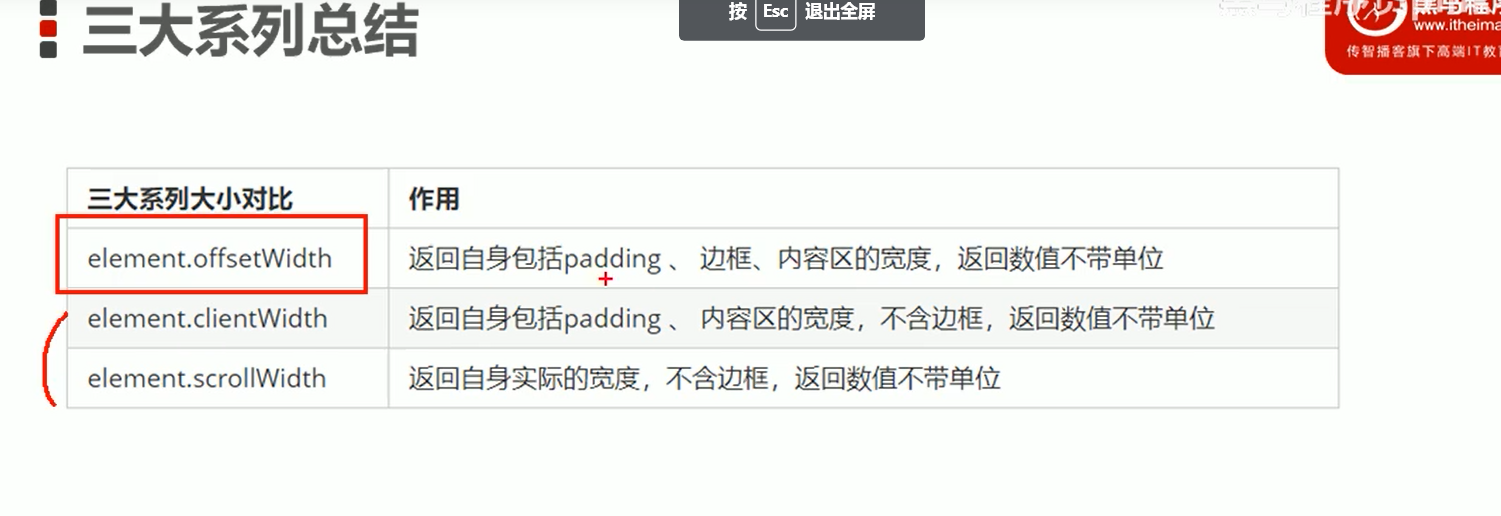 三大系列总结
按 Esc 退出全屏
www.itheima
传智播客旗下高端IT教育
三大系列大小对比 作用
element.offsetWidth 返回自身包括padding 、 边框、内容区的宽度，返回数值不带单位
element.clientWidth 返回自身包括padding 、 内容区的宽度，不含边框，返回数值不带单位
element.scrollWidth 返回自身实际的宽度，不含边框，返回数值不带单位